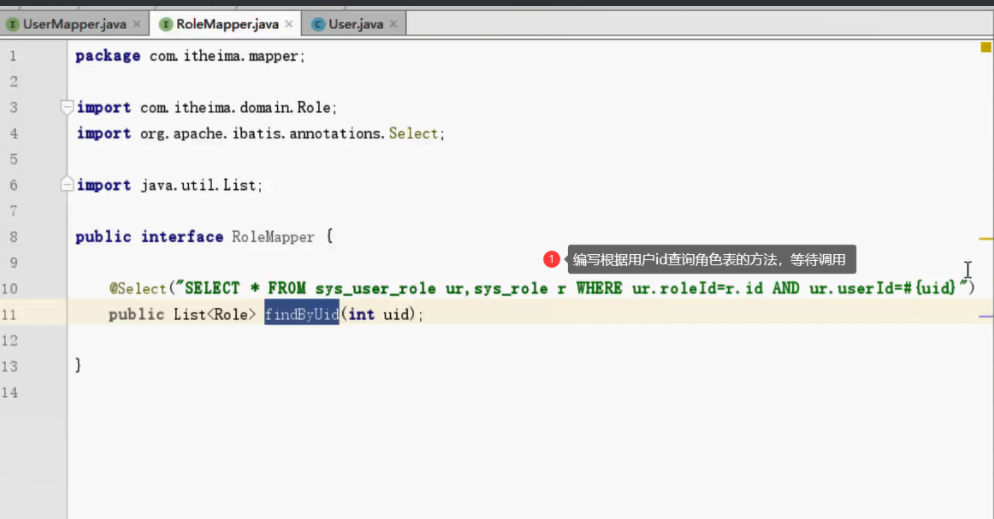 UserMapper.java RoleMapper.java User.java
1 package com.itheima.mapper;
2
3 import com.itheima.domain.Role;
4 import org.apache.ibatis.annotations.Select;
5
6 import java.util.List;
7
8 public interface RoleMapper {
9
1 编写根据用户id查询角色表的方法，等待调用
10 @Select("SELECT * FROM sys_user_role ur,sys_role r WHERE ur.roleId=r.id AND ur.userId=#{uid}")
11 public List<Role> findByUid(int uid);
12
13 }
14